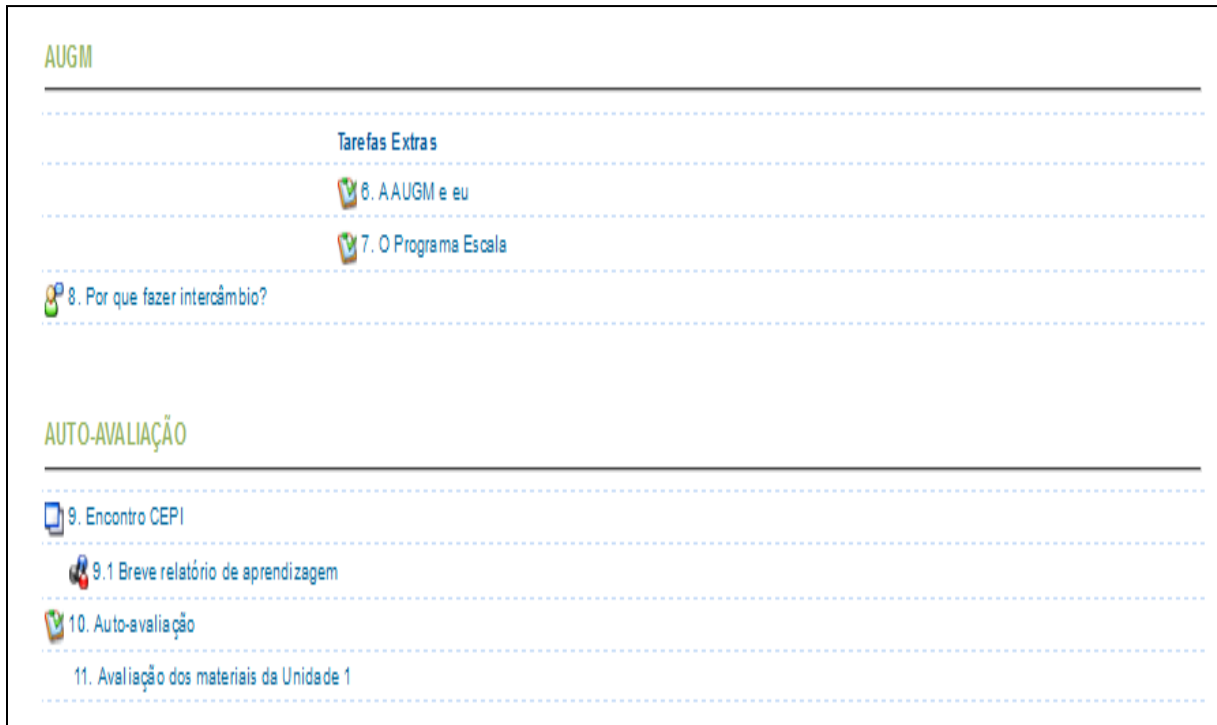 AUGM
Tarefas Extras
6. A AUGM e eu
7. O Programa Escala
8. Por que fazer intercâmbio?
AUTO-AVALIAÇÃO
9. Encontro CEPI
9.1 Breve relatório de aprendizagem
10. Auto-avaliação
11. Avaliação dos materiais da Unidade 1